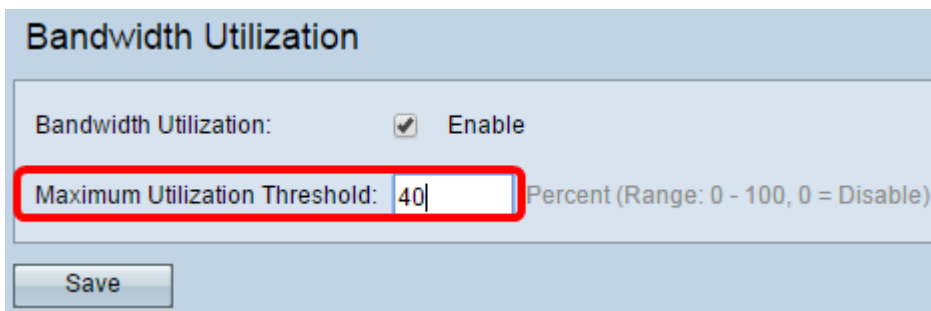 Bandwidth Utilization
Bandwidth Utilization: Enable
Maximum Utilization Threshold: 40 Percent (Range: 0 - 100, 0 = Disable)
Save